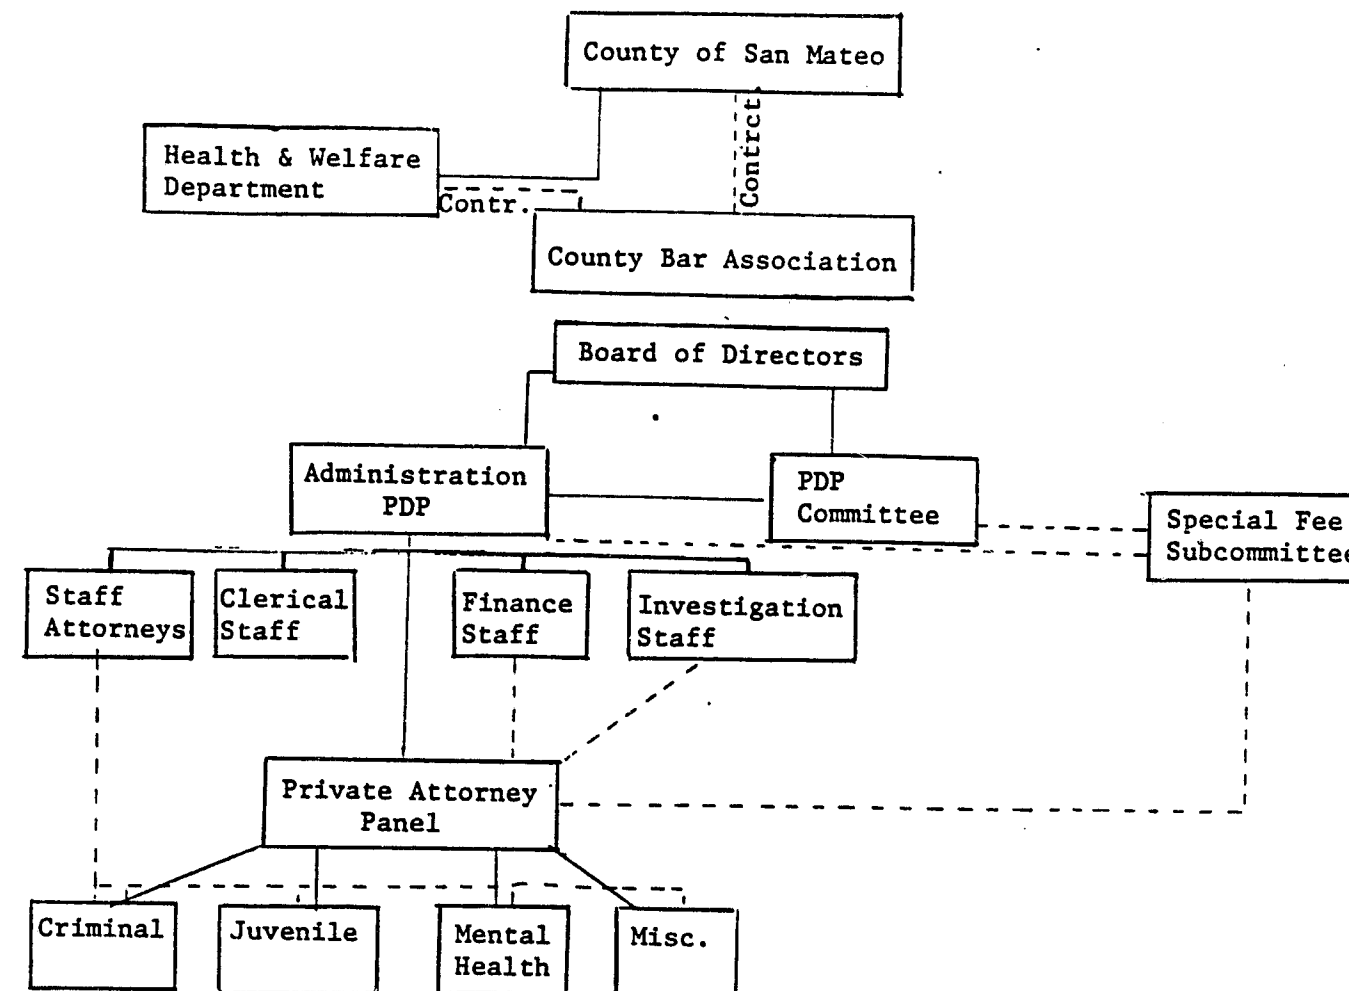 County of San Mateo
Contrct.
Health & Welfare
Department
Contr.
County Bar Association
Board of Directors
Administration
PDP
PDP
Committee
Special Fee
Subcommittee
Staff
Attorneys
Clerical
Staff
Finance
Staff
Investigation
Staff
Private Attorney
Panel
Criminal
Juvenile
Mental
Health
Misc.